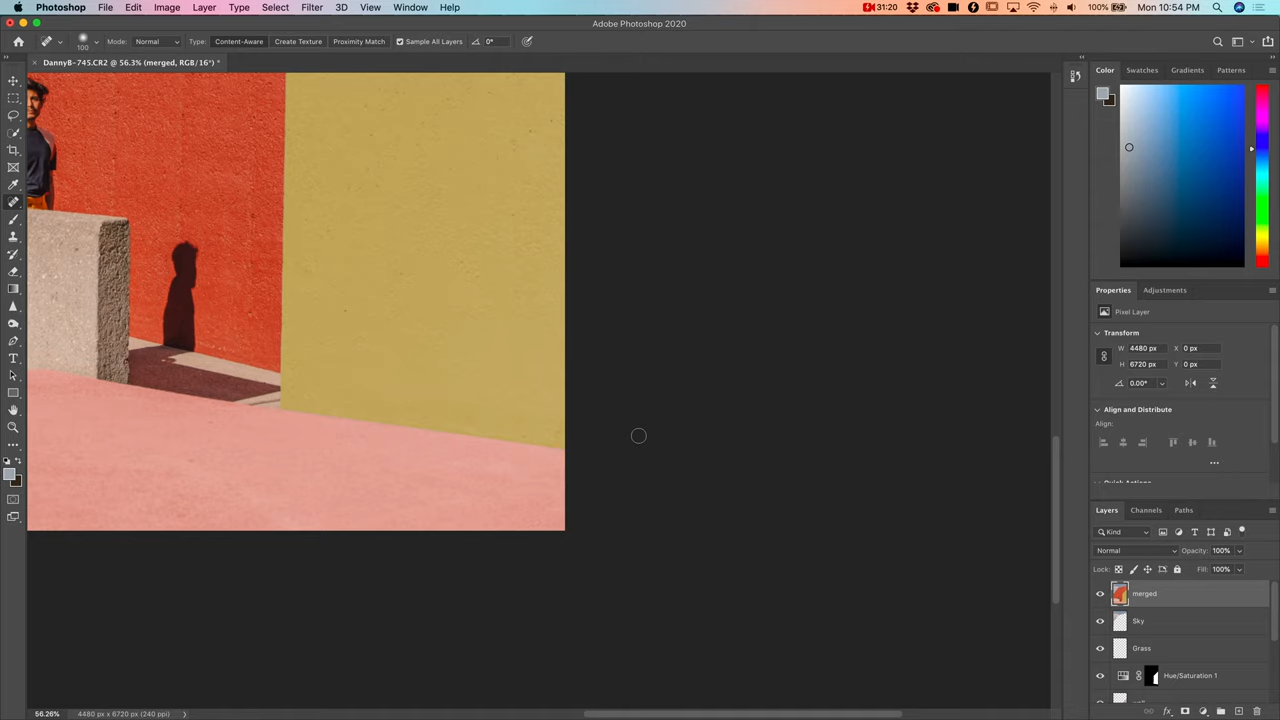 Photoshop File Edit Image Layer Type Select Filter 3D View Window Help 31:20 100% Mon 10:54 PM
Adobe Photoshop 2020
100 Mode: Normal Type: Content-Aware Create Texture Proximity Match Sample All Layers 0°
DannyB-745.CR2 @ 56.3% (merged, RGB/16*) *
Color Swatches Gradients Patterns
Properties Adjustments
Pixel Layer
Transform
W 4480 px X 0 px
H 6720 px Y 0 px
0.00°
Align and Distribute
Align:
Quick Actions
Layers Channels Paths
Kind
Normal Opacity: 100%
Lock: Fill: 100%
merged
Sky
Grass
Hue/Saturation 1
wall
56.26% 4480 px x 6720 px (240 ppi)